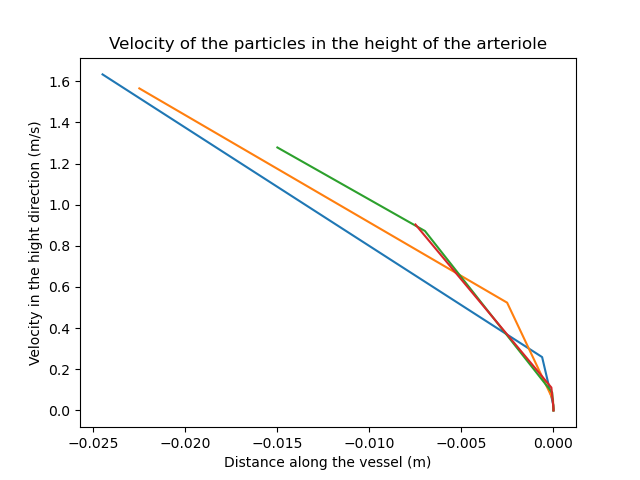 Velocity of the particles in the height of the arteriole
1.6
1.4
1.2
1.0
0.8
0.6
0.4
0.2
0.0
Velocity in the hight direction (m/s)
−0.025 −0.020 −0.015 −0.010 −0.005 0.000
Distance along the vessel (m)